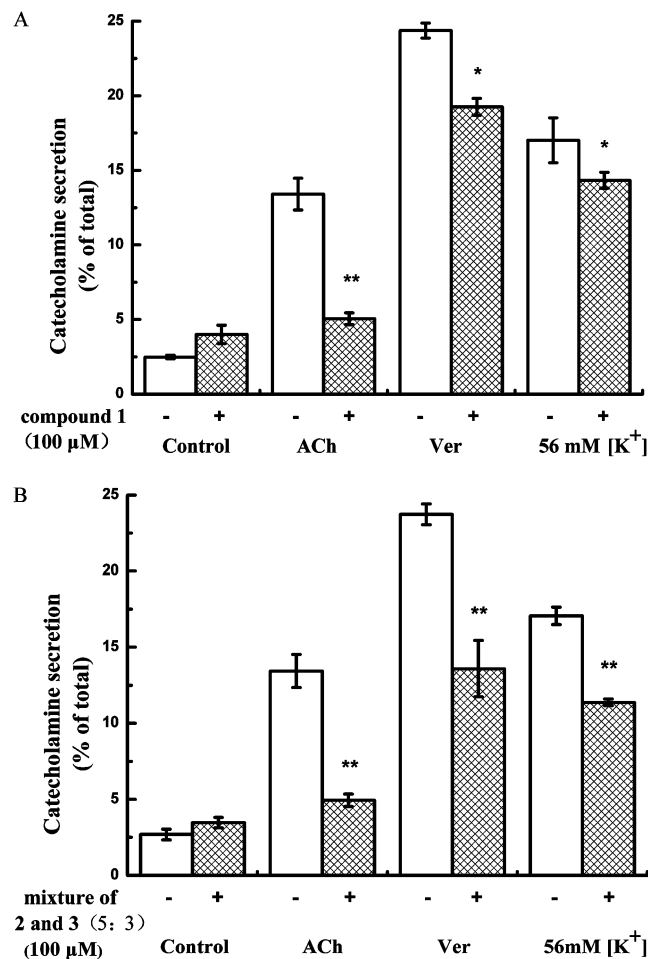 A
Catecholamine secretion
(% of total)
25
20
15
10
5
0
*
*
**
compound 1 - + - + - + - +
(100 μM)
Control ACh Ver 56 mM [K+]
B
Catecholamine secretion
(% of total)
25
20
15
10
5
0
**
**
**
mixture of - + - + - + - +
2 and 3 (5: 3)
(100 μM)
Control ACh Ver 56mM [K+]